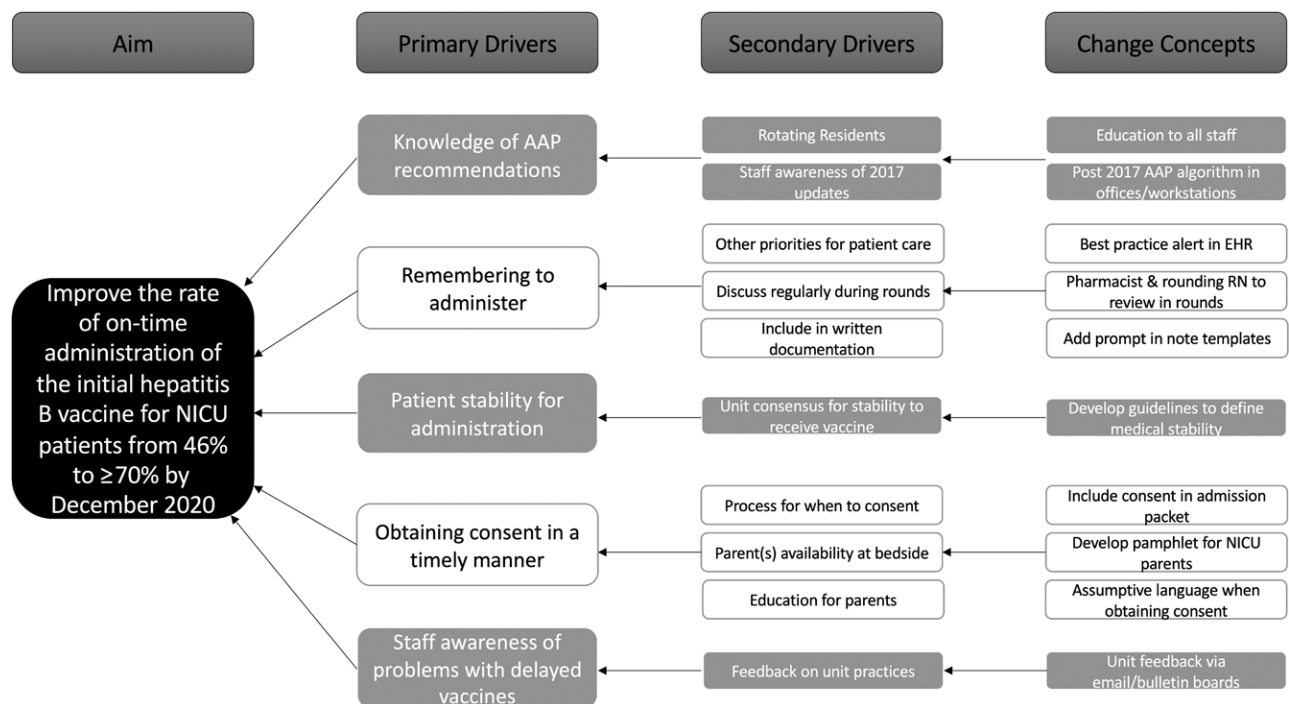 Aim
Primary Drivers
Secondary Drivers
Change Concepts
Improve the rate
of on-time
administration of
the initial hepatitis
B vaccine for NICU
patients from 46%
to ≥70% by
December 2020
Knowledge of AAP
recommendations
Rotating Residents
Staff awareness of 2017
updates
Education to all staff
Post 2017 AAP algorithm in
offices/workstations
Remembering to
administer
Other priorities for patient care
Discuss regularly during rounds
Include in written
documentation
Best practice alert in EHR
Pharmacist & rounding RN to
review in rounds
Add prompt in note templates
Patient stability for
administration
Unit consensus for stability to
receive vaccine
Develop guidelines to define
medical stability
Obtaining consent in a
timely manner
Process for when to consent
Parent(s) availability at bedside
Education for parents
Include consent in admission
packet
Develop pamphlet for NICU
parents
Assumptive language when
obtaining consent
Staff awareness of
problems with delayed
vaccines
Feedback on unit practices
Unit feedback via
email/bulletin boards